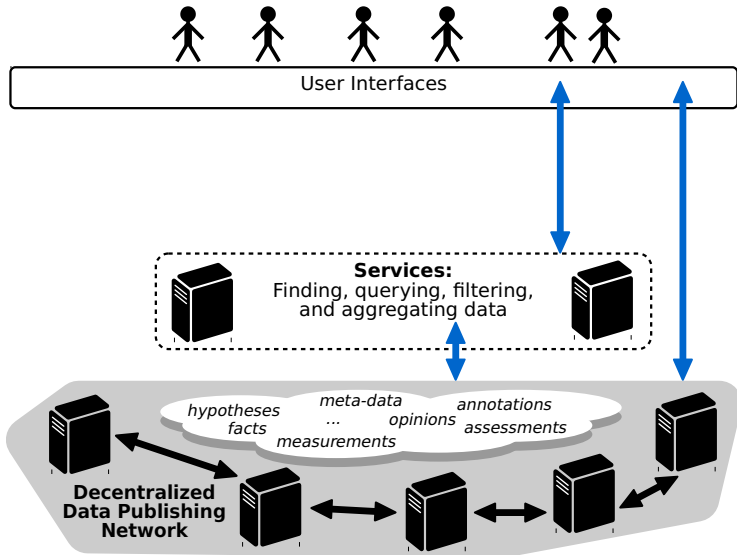 User Interfaces
Services:
Finding, querying, filtering,
and aggregating data
hypotheses
meta-data
annotations
facts
...
opinions
assessments
measurements
Decentralized
Data Publishing
Network